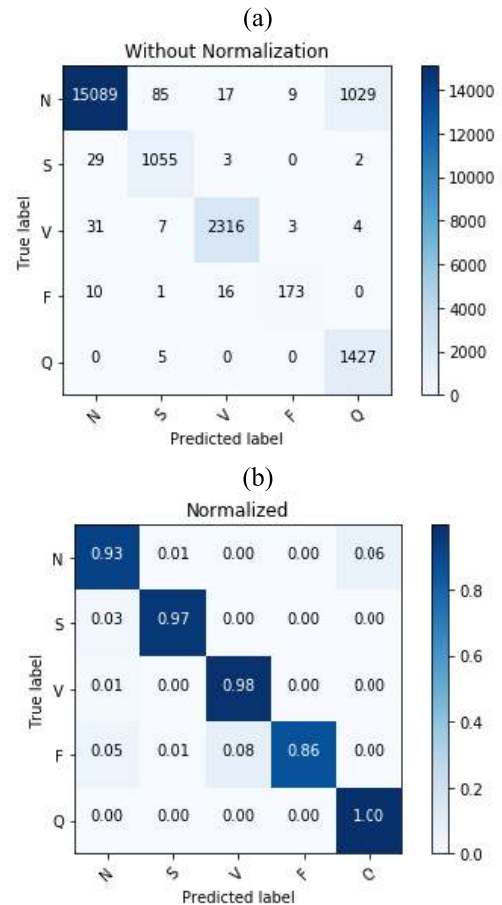 (a)
Without Normalization
N 15089 85 17 9 1029
S 29 1055 3 0 2
V 31 7 2316 3 4
F 10 1 16 173 0
Q 0 5 0 0 1427
N S V F Q
Predicted label
True label
14000
12000
10000
8000
6000
4000
2000
0
(b)
Normalized
N 0.93 0.01 0.00 0.00 0.06
S 0.03 0.97 0.00 0.00 0.00
V 0.01 0.00 0.98 0.00 0.00
F 0.05 0.01 0.08 0.86 0.00
Q 0.00 0.00 0.00 0.00 1.00
N S V F Q
Predicted label
True label
0.8
0.6
0.4
0.2
0.0